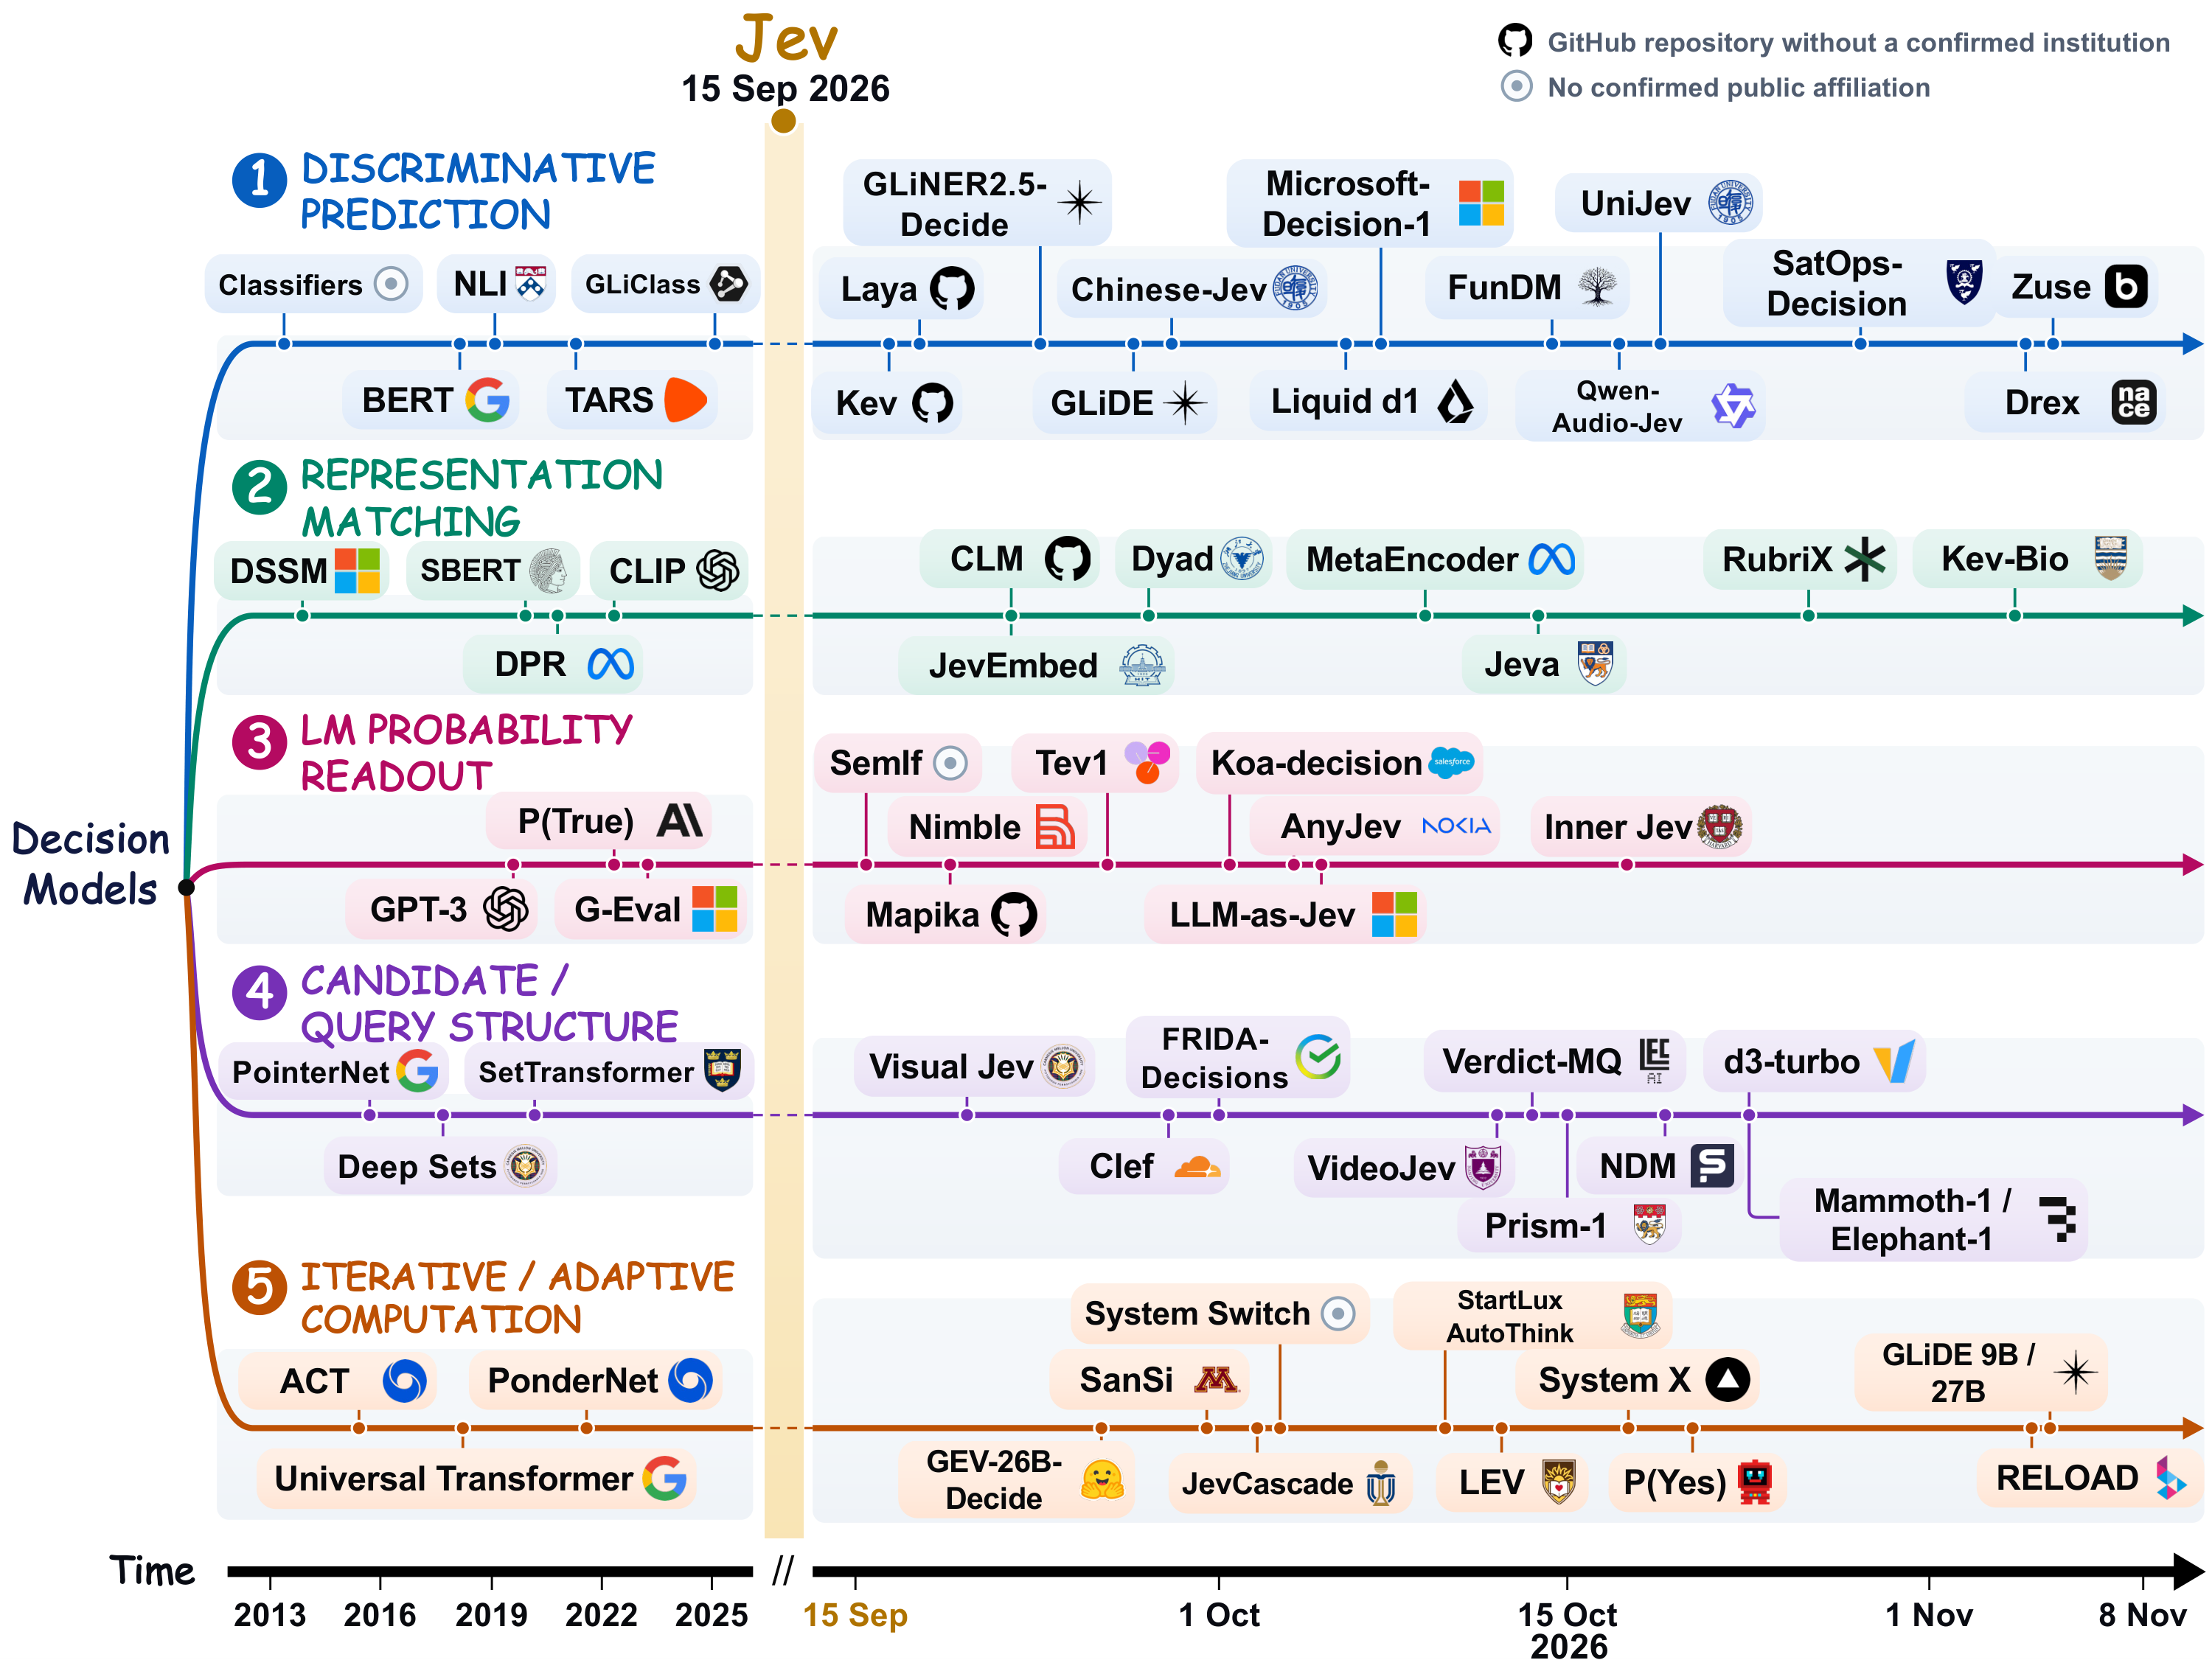 Jev
15 Sep 2026
GitHub repository without a confirmed institution
No confirmed public affiliation
1 DISCRIMINATIVE
PREDICTION
GLiNER2.5-
Decide
Microsoft-
Decision-1
UniJev
Classifiers
NLI
GLiClass
Laya
Chinese-Jev
FunDM
SatOps-
Decision
Zuse
b
BERT
TARS
Kev
GLiDE
Liquid d1
Qwen-
Audio-Jev
Drex
na
ce
2 REPRESENTATION
MATCHING
DSSM
SBERT
CLIP
CLM
Dyad
MetaEncoder
RubriX
Kev-Bio
DPR
JevEmbed
Jeva
3 LM PROBABILITY
READOUT
SemIf
Tev1
Koa-decision
salesforce
P(True)
Nimble
AnyJev
NOKIA
Inner Jev
GPT-3
G-Eval
Mapika
LLM-as-Jev
Decision
Models
4 CANDIDATE /
QUERY STRUCTURE
PointerNet
SetTransformer
Visual Jev
FRIDA-
Decisions
Verdict-MQ
LEC
AI
d3-turbo
Deep Sets
Clef
VideoJev
NDM
Prism-1
Mammoth-1 /
Elephant-1
5 ITERATIVE / ADAPTIVE
COMPUTATION
System Switch
StartLux
AutoThink
ACT
PonderNet
SanSi
System X
GLiDE 9B /
27B
Universal Transformer
GEV-26B-
Decide
JevCascade
LEV
P(Yes)
RELOAD
Time
//
2013
2016
2019
2022
2025
15 Sep
1 Oct
15 Oct
2026
1 Nov
8 Nov